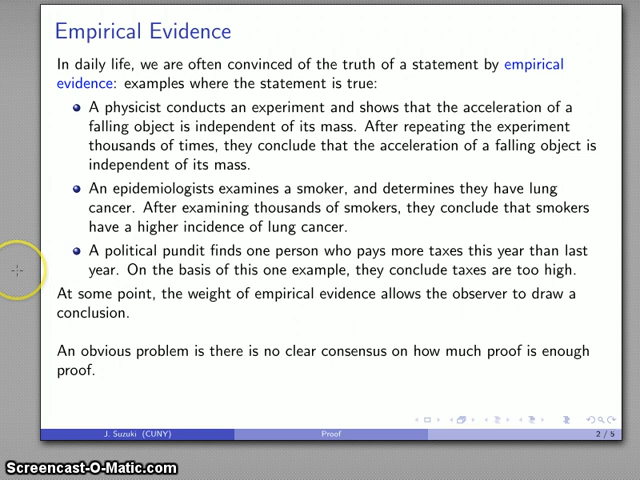 Empirical Evidence
In daily life, we are often convinced of the truth of a statement by empirical
evidence: examples where the statement is true:
A physicist conducts an experiment and shows that the acceleration of a
falling object is independent of its mass. After repeating the experiment
thousands of times, they conclude that the acceleration of a falling object is
independent of its mass.
An epidemiologists examines a smoker, and determines they have lung
cancer. After examining thousands of smokers, they conclude that smokers
have a higher incidence of lung cancer.
A political pundit finds one person who pays more taxes this year than last
year. On the basis of this one example, they conclude taxes are too high.
At some point, the weight of empirical evidence allows the observer to draw a
conclusion.
An obvious problem is there is no clear consensus on how much proof is enough
proof.
J. Suzuki (CUNY) Proof 2 / 5
Screencast-O-Matic.com